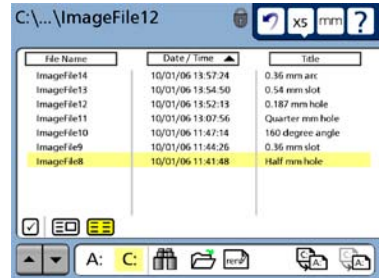 C:\...\ImageFile12 x5 mm ?
File Name Date / Time Title
ImageFile14 10/01/06 13:57:24 0.36 mm arc
ImageFile13 10/01/06 13:54:50 0.54 mm slot
ImageFile12 10/01/06 13:52:13 0.187 mm hole
ImageFile11 10/01/06 13:07:56 Quarter mm hole
ImageFile10 10/01/06 11:47:14 160 degree angle
ImageFile9 10/01/06 11:44:26 0.36 mm slot
ImageFile8 10/01/06 11:41:48 Half mm hole
A: C: ren